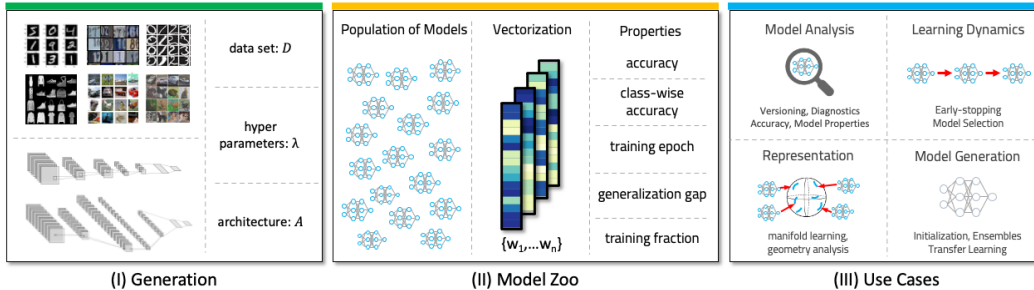 data set: D
hyper
parameters: λ
architecture: A
(I) Generation
Population of Models
Vectorization
{w1,...wn}
Properties
accuracy
class-wise
accuracy
training epoch
generalization gap
training fraction
(II) Model Zoo
Model Analysis
Versioning, Diagnostics
Accuracy, Model Properties
Learning Dynamics
Early-stopping
Model Selection
Representation
manifold learning,
geometry analysis
Model Generation
Initialization, Ensembles
Transfer Learning
(III) Use Cases